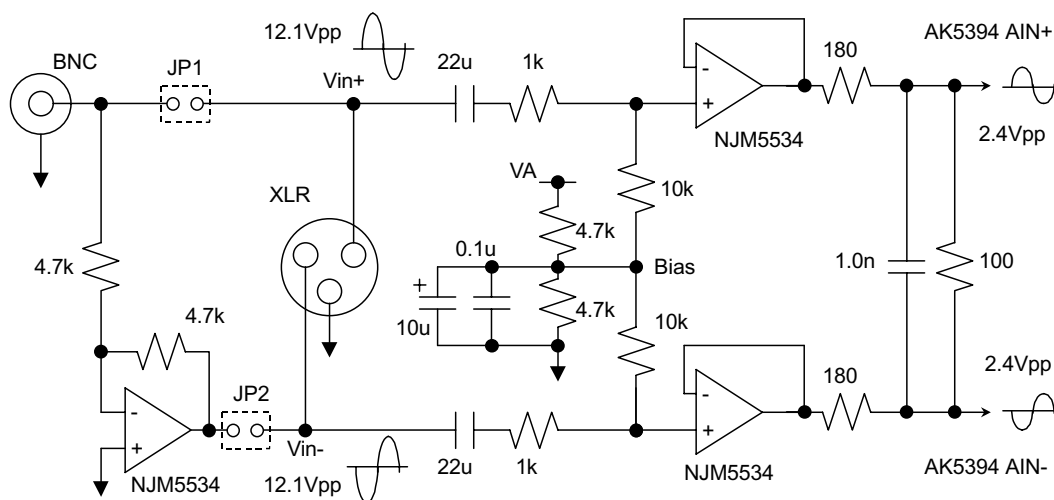 12.1Vpp
BNC
JP1
Vin+
22u
1k
-
+
NJM5534
180
AK5394 AIN+
2.4Vpp
XLR
VA
10k
4.7k
4.7k
0.1u
Bias
+
10u
4.7k
10k
1.0n
100
4.7k
JP2
-
+
NJM5534
Vin-
12.1Vpp
22u
1k
-
+
NJM5534
180
2.4Vpp
AK5394 AIN-